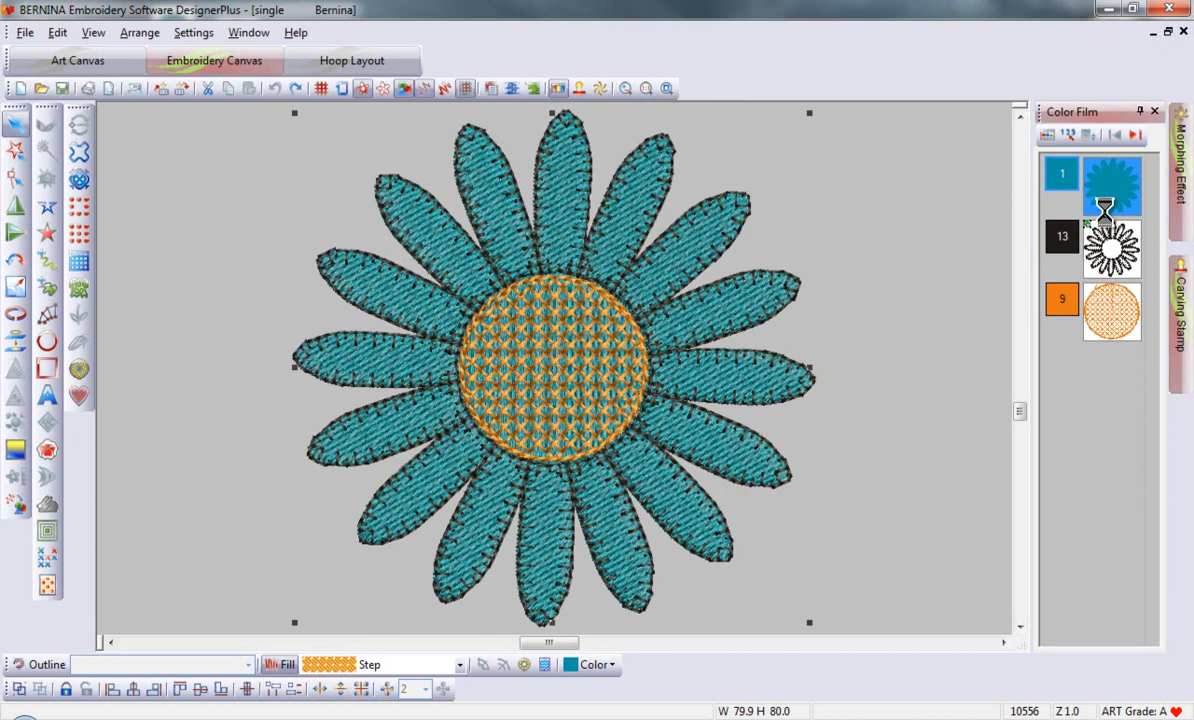 BERNINA Embroidery Software DesignerPlus - [single Bernina]
File Edit View Arrange Settings Window Help
Art Canvas Embroidery Canvas Hoop Layout
Color Film
123
1
13
9
Morphing Effect
Carving Stamp
Outline Fill Step Color
2
W 79.9 H 80.0 10556 Z 1.0 ART Grade: A